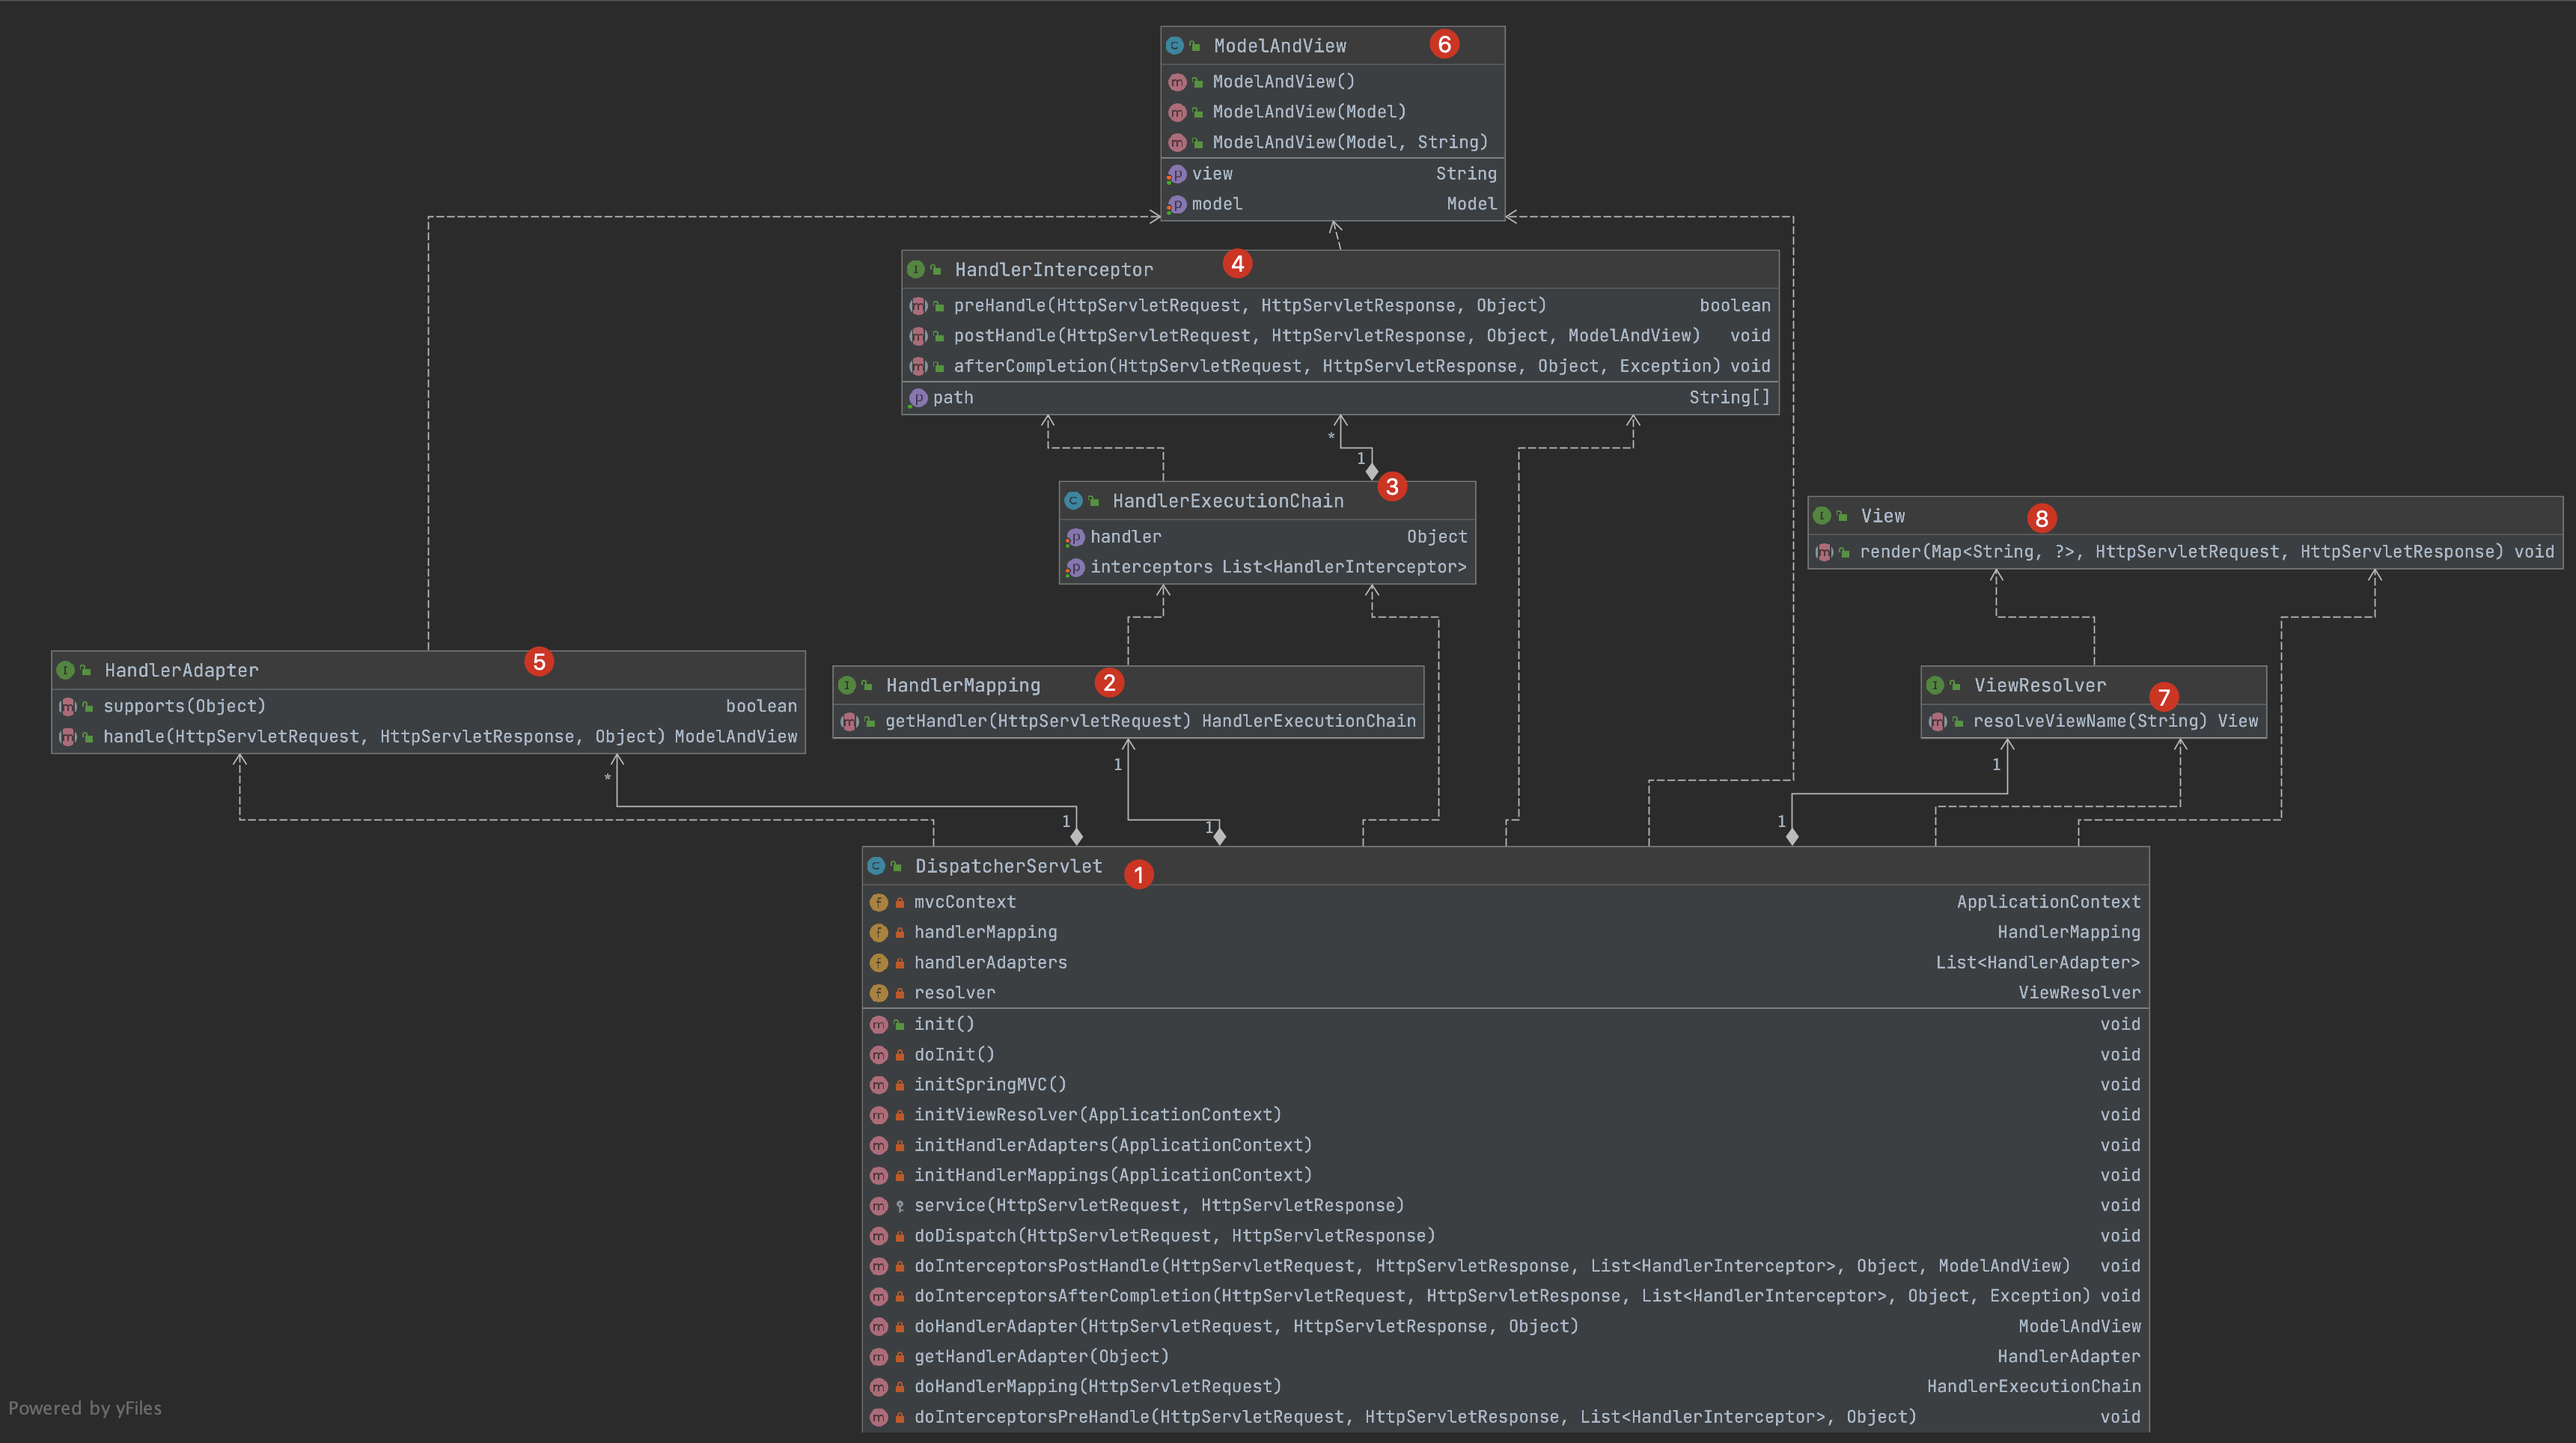 ModelAndView 6
ModelAndView()
ModelAndView(Model)
ModelAndView(Model, String)
view String
model Model
HandlerInterceptor 4
preHandle(HttpServletRequest, HttpServletResponse, Object) boolean
postHandle(HttpServletRequest, HttpServletResponse, Object, ModelAndView) void
afterCompletion(HttpServletRequest, HttpServletResponse, Object, Exception) void
path String[]
*
1
HandlerExecutionChain 3
handler Object
interceptors List<HandlerInterceptor>
View 8
render(Map<String, ?>, HttpServletRequest, HttpServletResponse) void
HandlerAdapter 5
supports(Object) boolean
handle(HttpServletRequest, HttpServletResponse, Object) ModelAndView
HandlerMapping 2
getHandler(HttpServletRequest) HandlerExecutionChain
ViewResolver 7
resolveViewName(String) View
*
1
1
1
1
1
DispatcherServlet 1
mvcContext ApplicationContext
handlerMapping HandlerMapping
handlerAdapters List<HandlerAdapter>
resolver ViewResolver
init() void
doInit() void
initSpringMVC() void
initViewResolver(ApplicationContext) void
initHandlerAdapters(ApplicationContext) void
initHandlerMappings(ApplicationContext) void
service(HttpServletRequest, HttpServletResponse) void
doDispatch(HttpServletRequest, HttpServletResponse) void
doInterceptorsPostHandle(HttpServletRequest, HttpServletResponse, List<HandlerInterceptor>, Object, ModelAndView) void
doInterceptorsAfterCompletion(HttpServletRequest, HttpServletResponse, List<HandlerInterceptor>, Object, Exception) void
doHandlerAdapter(HttpServletRequest, HttpServletResponse, Object) ModelAndView
getHandlerAdapter(Object) HandlerAdapter
doHandlerMapping(HttpServletRequest) HandlerExecutionChain
doInterceptorsPreHandle(HttpServletRequest, HttpServletResponse, List<HandlerInterceptor>, Object) void
Powered by yFiles